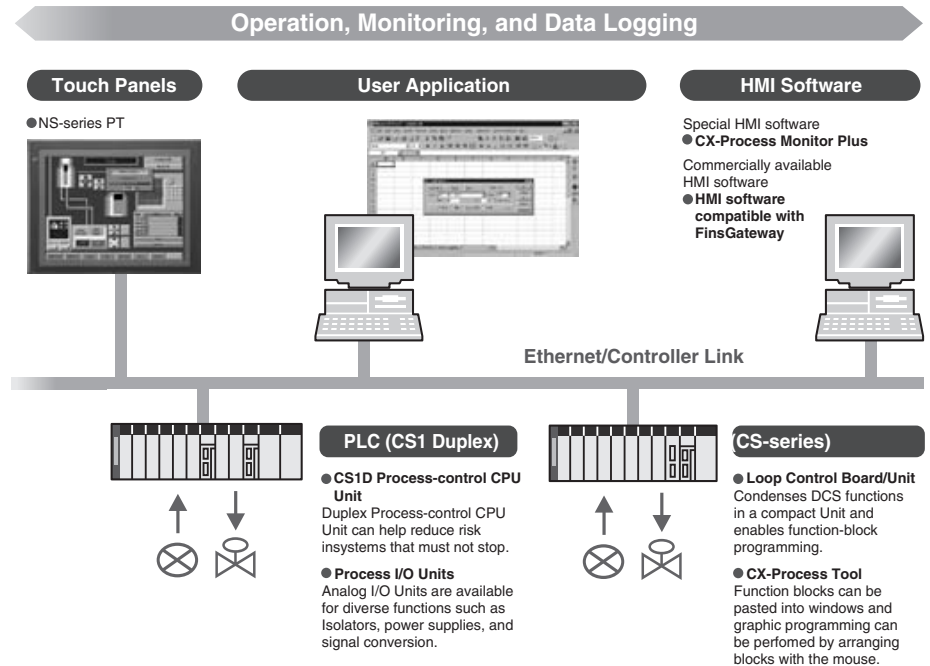 Operation, Monitoring, and Data Logging
Touch Panels
●NS-series PT
User Application
HMI Software
Special HMI software
●CX-Process Monitor Plus
Commercially available
HMI software
●HMI software
compatible with
FinsGateway
Ethernet/Controller Link
PLC (CS1 Duplex)
●CS1D Process-control CPU
Unit
Duplex Process-control CPU
Unit can help reduce risk
insystems that must not stop.
●Process I/O Units
Analog I/O Units are available
for diverse functions such as
Isolators, power supplies, and
signal conversion.
(CS-series)
●Loop Control Board/Unit
Condenses DCS functions
in a compact Unit and
enables function-block
programming.
●CX-Process Tool
Function blocks can be
pasted into windows and
graphic programming can
be perfomed by arranging
blocks with the mouse.